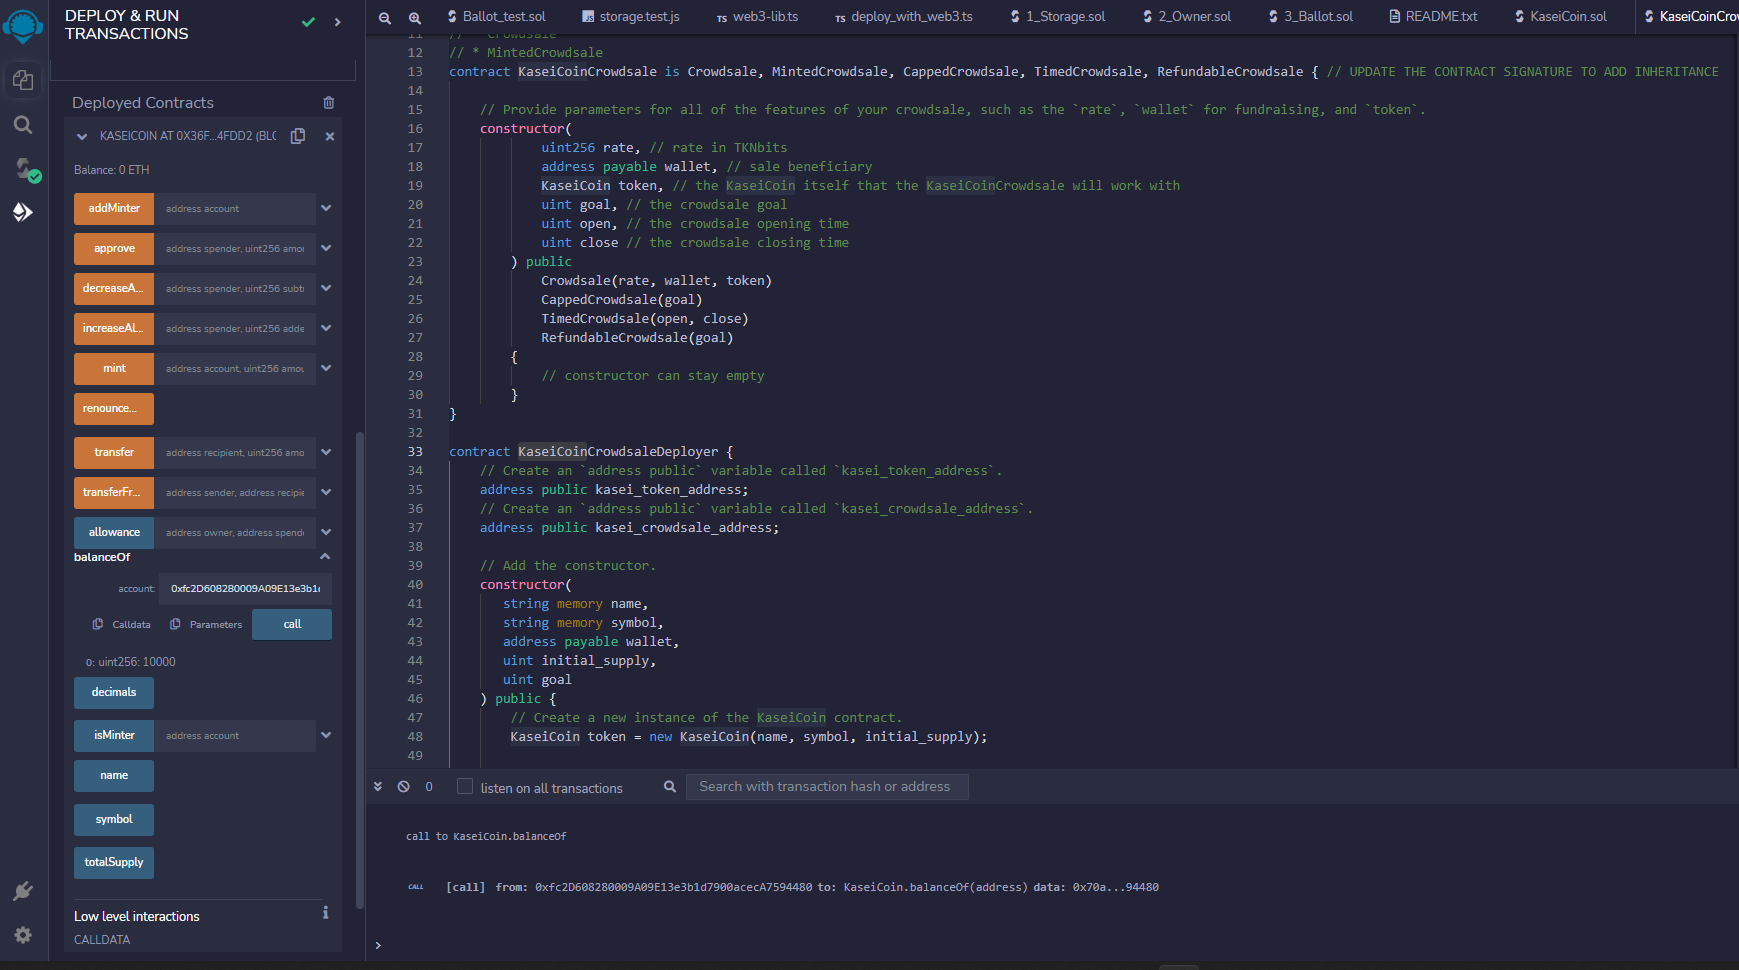 DEPLOY & RUN
TRANSACTIONS
Deployed Contracts
KASEICOIN AT 0X36F...4FDD2 (BLC
Balance: 0 ETH
addMinter address account
approve address spender, uint256 amou
decreaseA... address spender, uint256 subtr
increaseAl... address spender, uint256 adde
mint address account, uint256 amou
renounce...
transfer address recipient, uint256 amo
transferFr... address sender, address recipie
allowance address owner, address spende
balanceOf
account: 0xfc2D608280009A09E13e3b1d
Calldata Parameters call
0: uint256: 10000
decimals
isMinter address account
name
symbol
totalSupply
Low level interactions
CALLDATA
Ballot_test.sol storage.test.js TS web3-lib.ts TS deploy_with_web3.ts 1_Storage.sol 2_Owner.sol 3_Ballot.sol README.txt KaseiCoin.sol KaseiCoinCrow
11 // * Crowdsale
12 // * MintedCrowdsale
13 contract KaseiCoinCrowdsale is Crowdsale, MintedCrowdsale, CappedCrowdsale, TimedCrowdsale, RefundableCrowdsale { // UPDATE THE CONTRACT SIGNATURE TO ADD INHERITANCE
14
15 // Provide parameters for all of the features of your crowdsale, such as the `rate`, `wallet` for fundraising, and `token`.
16 constructor(
17 uint256 rate, // rate in TKNbits
18 address payable wallet, // sale beneficiary
19 KaseiCoin token, // the KaseiCoin itself that the KaseiCoinCrowdsale will work with
20 uint goal, // the crowdsale goal
21 uint open, // the crowdsale opening time
22 uint close // the crowdsale closing time
23 ) public
24 Crowdsale(rate, wallet, token)
25 CappedCrowdsale(goal)
26 TimedCrowdsale(open, close)
27 RefundableCrowdsale(goal)
28 {
29 // constructor can stay empty
30 }
31 }
32
33 contract KaseiCoinCrowdsaleDeployer {
34 // Create an `address public` variable called `kasei_token_address`.
35 address public kasei_token_address;
36 // Create an `address public` variable called `kasei_crowdsale_address`.
37 address public kasei_crowdsale_address;
38
39 // Add the constructor.
40 constructor(
41 string memory name,
42 string memory symbol,
43 address payable wallet,
44 uint initial_supply,
45 uint goal
46 ) public {
47 // Create a new instance of the KaseiCoin contract.
48 KaseiCoin token = new KaseiCoin(name, symbol, initial_supply);
49
0 listen on all transactions Search with transaction hash or address
call to KaseiCoin.balanceOf
CALL [call] from: 0xfc2D608280009A09E13e3b1d7900acecA7594480 to: KaseiCoin.balanceOf(address) data: 0x70a...94480
>